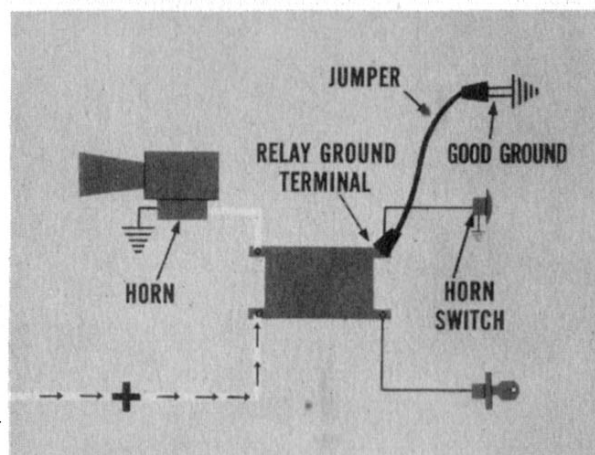 JUMPER
RELAY GROUND
TERMINAL
GOOD GROUND
HORN
HORN
SWITCH
+